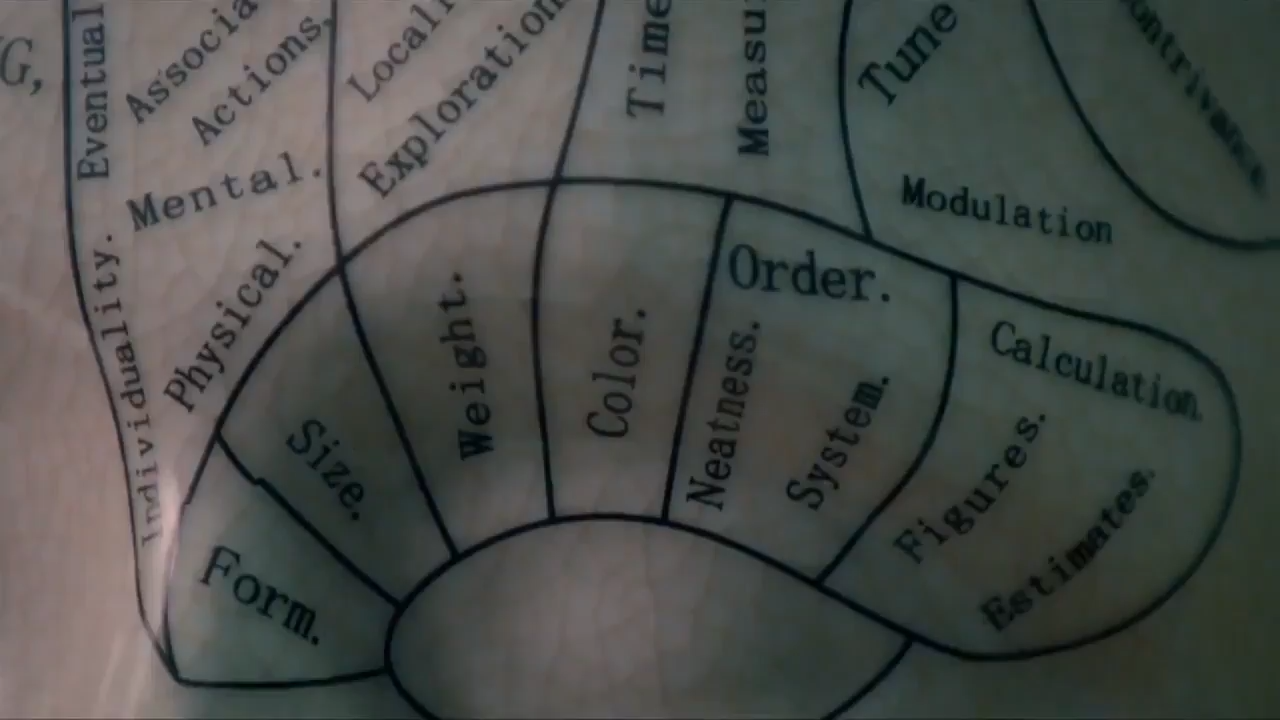 G,
Eventual
Associa
Actions,
Mental.
Individuality.
Physical.
Locali
Exploration
Time
Measu
Tune
Modulation
ontrivance
Form.
Size.
Weight.
Color.
Order.
Neatness.
System.
Calculation.
Figures.
Estimates.